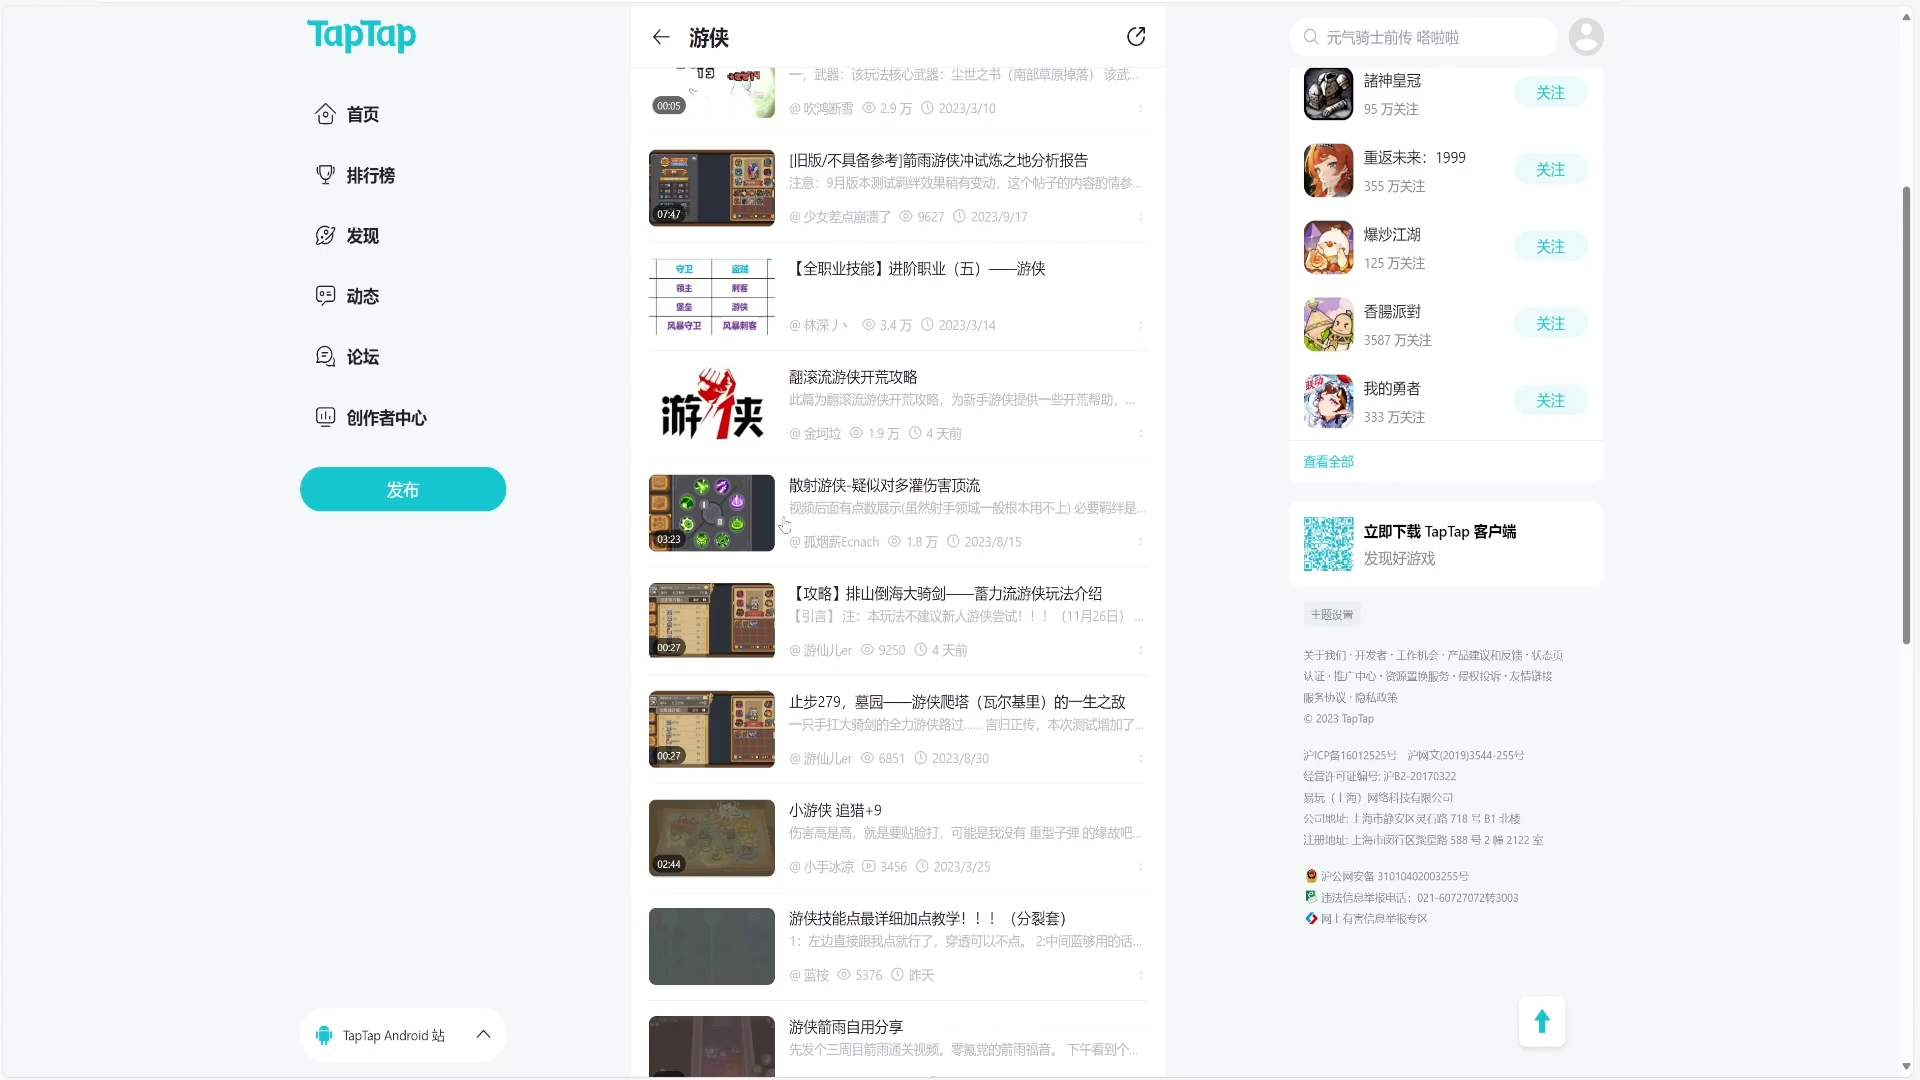 TapTap
首页
排行榜
发现
动态
论坛
创作者中心
发布
TapTap Android 站
游侠
一，武器：该玩法核心武器：尘世之书（南部草原掉落） 该武...
00:05
@ 吹鸿断雪 2.9 万 2023/3/10
[旧版/不具备参考]箭雨游侠冲试炼之地分析报告
注意：9月版本测试羁绊效果稍有变动，这个帖子的内容酌情参...
07:47
@ 少女差点崩溃了 9627 2023/9/17
【全职业技能】进阶职业（五）——游侠
守卫 盗贼
领主 刺客
堡垒 游侠
风暴守卫 风暴刺客
@ 林深丿丶 3.4 万 2023/3/14
翻滚流游侠开荒攻略
此篇为翻滚流游侠开荒攻略，为新手游侠提供一些开荒帮助，...
游侠
@ 金坷垃 1.9 万 4 天前
散射游侠-疑似对多灌伤害顶流
视频后面有点数展示(虽然射手领域一般根本用不上) 必要羁绊是...
03:23
@ 孤烟薪Ecnach 1.8 万 2023/8/15
【攻略】排山倒海大骑剑——蓄力流游侠玩法介绍
【引言】 注：本玩法不建议新人游侠尝试！！！（11月26日） ...
00:27
@ 游仙儿er 9250 4 天前
止步279，墓园——游侠爬塔（瓦尔基里）的一生之敌
一只手扛大骑剑的全力游侠路过...... 言归正传，本次测试增加了...
00:27
@ 游仙儿er 6851 2023/8/30
小游侠 追猎+9
伤害高是高，就是要贴脸打，可能是我没有 重型子弹 的缘故吧...
02:44
@ 小手冰凉 3456 2023/3/25
游侠技能点最详细加点教学！！！（分裂套）
1：左边直接跟我点就行了，穿透可以不点。 2:中间蓝够用的话...
@ 蓝桉 5376 昨天
游侠箭雨自用分享
先发个三周目箭雨通关视频。零氪党的箭雨福音。 下午看到个...
元气骑士前传 嗒啦啦
諸神皇冠
95 万关注
关注
重返未来：1999
355 万关注
关注
爆炒江湖
125 万关注
关注
香腸派對
3587 万关注
关注
联动
我的勇者
333 万关注
关注
查看全部
立即下载 TapTap 客户端
发现好游戏
主题设置
关于我们 · 开发者 · 工作机会 · 产品建议和反馈 · 状态页
认证 · 推广中心 · 资源置换服务 · 侵权投诉 · 友情链接
服务协议 · 隐私政策
© 2023 TapTap
沪ICP备16012525号 沪网文(2019)3544-255号
经营许可证编号: 沪B2-20170322
易玩（上海）网络科技有限公司
公司地址: 上海市静安区灵石路 718 号 B1 北楼
注册地址: 上海市闵行区紫星路 588 号 2 幢 2122 室
沪公网安备 31010402003255号
违法信息举报电话：021-60727072转3003
网上有害信息举报专区